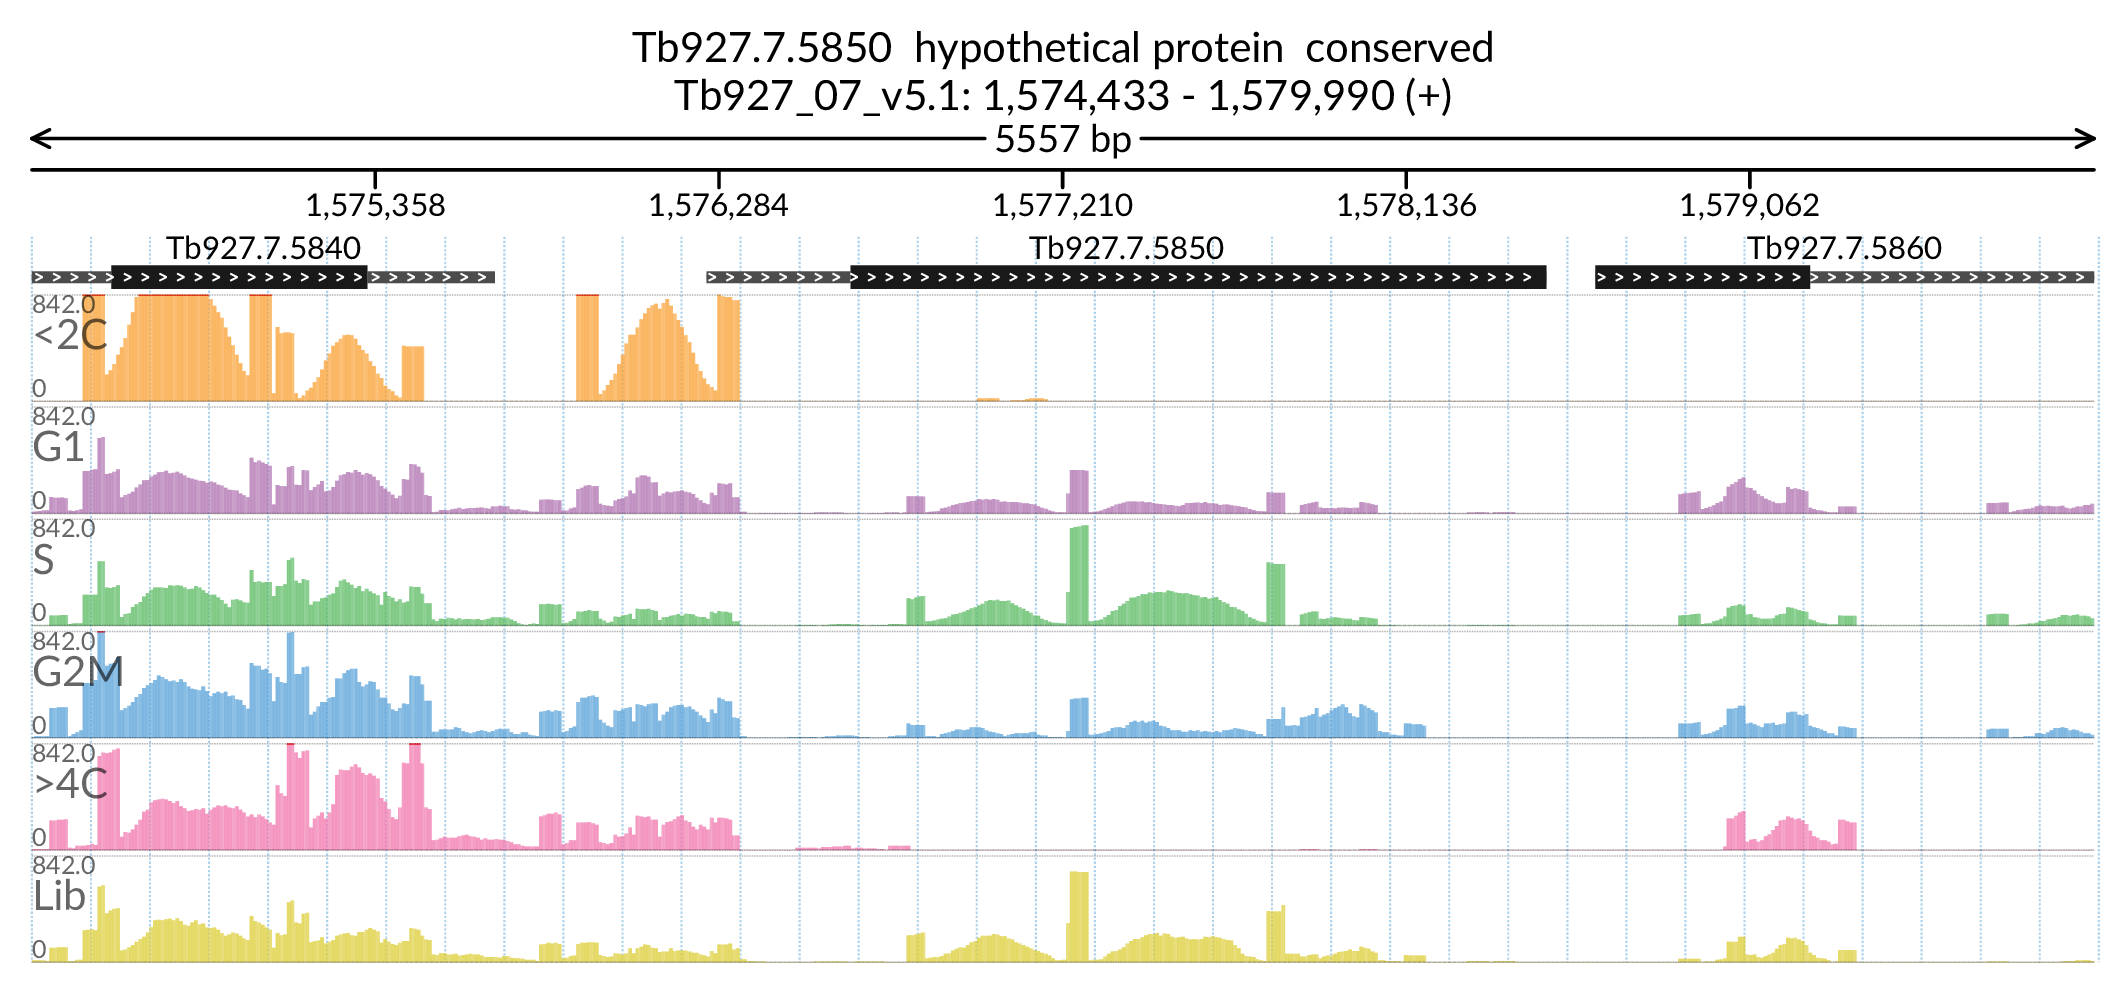 Tb927.7.5850 hypothetical protein conserved
Tb927_07_v5.1: 1,574,433 - 1,579,990 (+)
5557 bp
1,575,358 1,576,284 1,577,210 1,578,136 1,579,062
Tb927.7.5840 Tb927.7.5850 Tb927.7.5860
842.0
<2C
0
842.0
G1
0
842.0
S
0
842.0
G2M
0
842.0
>4C
0
842.0
Lib
0